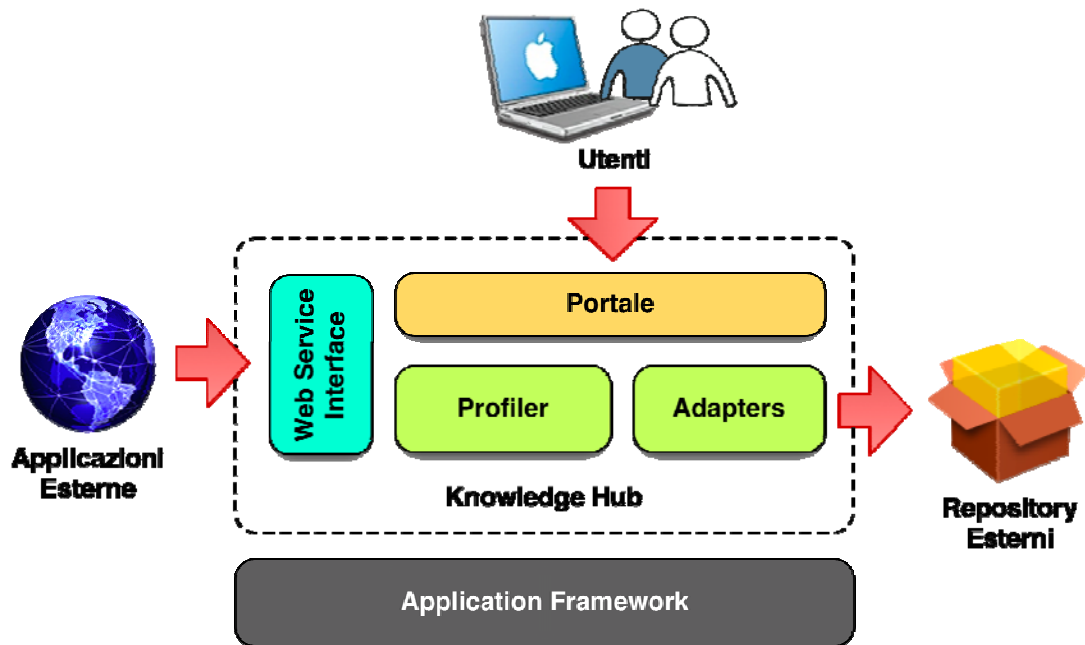 Utenti
Web Service
Interface
Portale
Profiler
Adapters
Applicazioni
Esterne
Knowledge Hub
Repository
Esterni
Application Framework